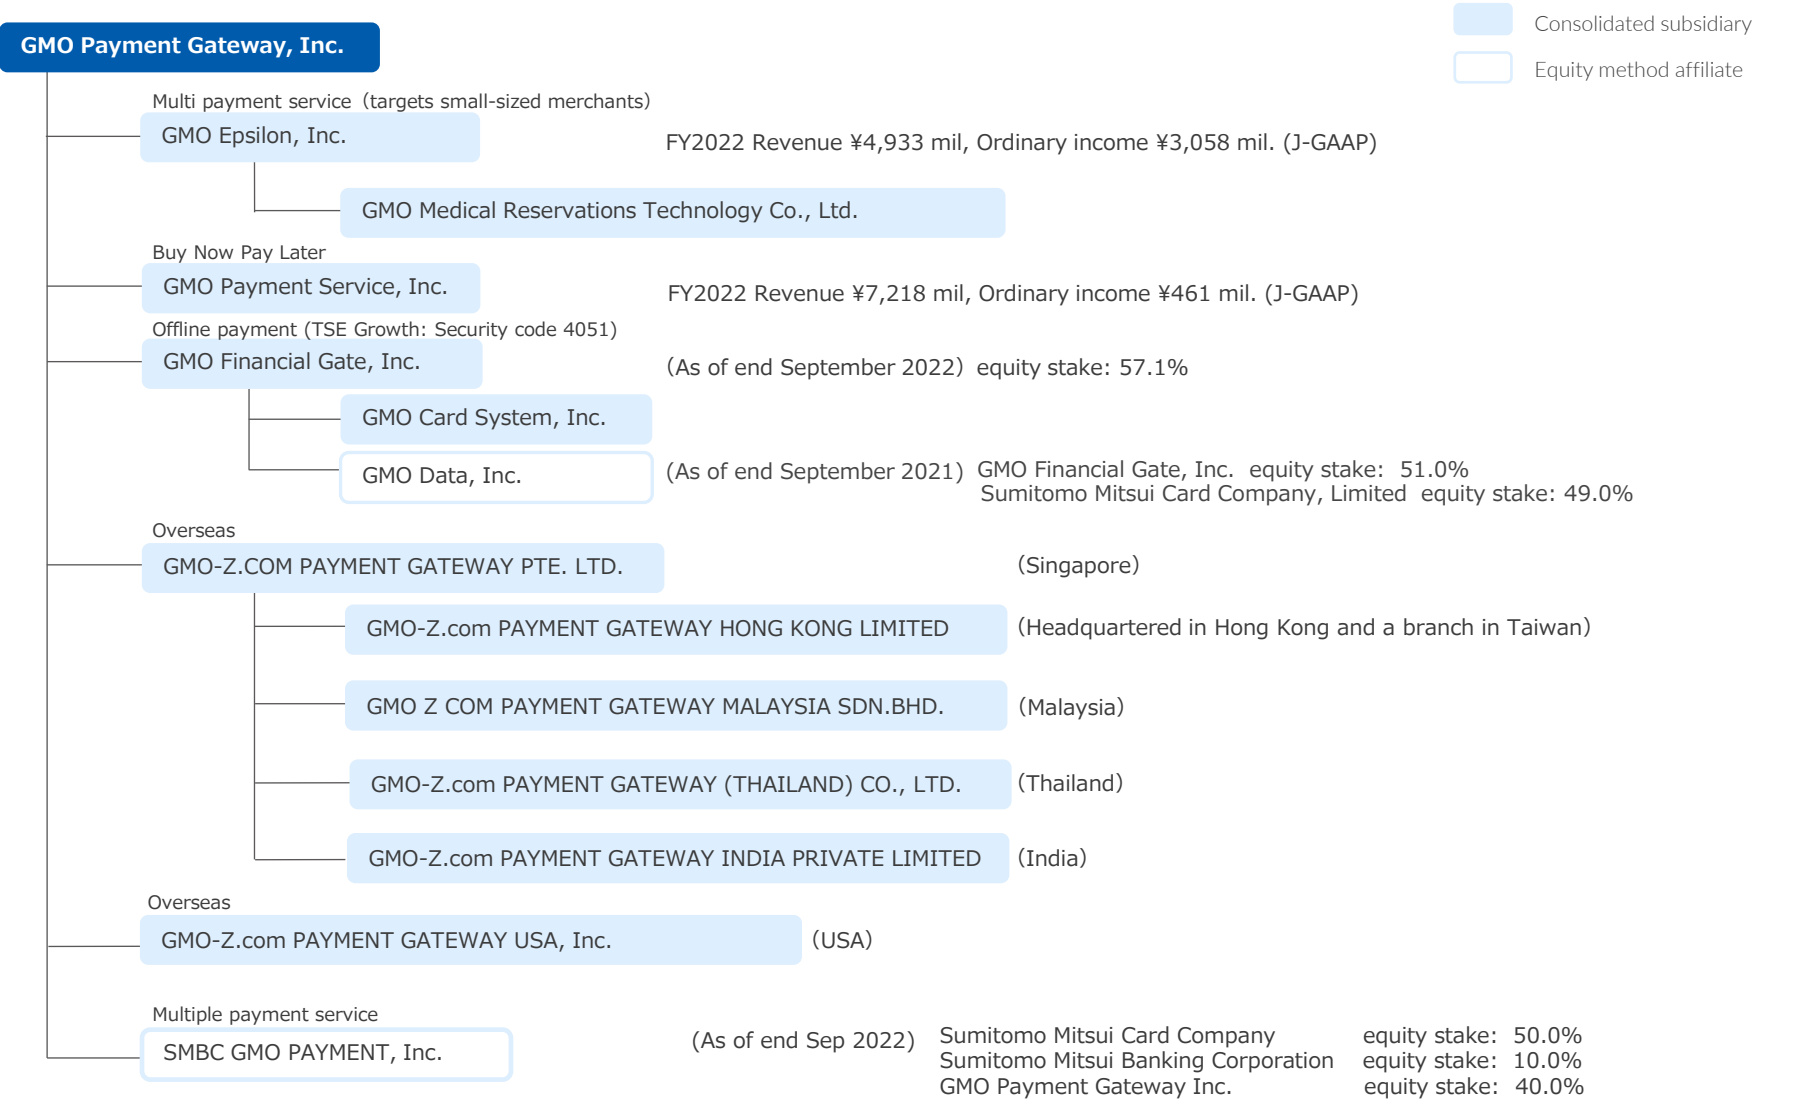 Consolidated subsidiary
GMO Payment Gateway, Inc.
Equity method affiliate
Multi payment service（targets small-sized merchants）
GMO Epsilon, Inc.
FY2022 Revenue ¥4,933 mil, Ordinary income ¥3,058 mil. (J-GAAP)
GMO Medical Reservations Technology Co., Ltd.
Buy Now Pay Later
GMO Payment Service, Inc.
FY2022 Revenue ¥7,218 mil, Ordinary income ¥461 mil. (J-GAAP)
Offline payment (TSE Growth: Security code 4051)
GMO Financial Gate, Inc.
（As of end September 2022）equity stake: 57.1%
GMO Card System, Inc.
GMO Data, Inc.
（As of end September 2021) GMO Financial Gate, Inc. equity stake: 51.0%
Sumitomo Mitsui Card Company, Limited equity stake: 49.0%
Overseas
GMO-Z.COM PAYMENT GATEWAY PTE. LTD.
（Singapore）
GMO-Z.com PAYMENT GATEWAY HONG KONG LIMITED
（Headquartered in Hong Kong and a branch in Taiwan）
GMO Z COM PAYMENT GATEWAY MALAYSIA SDN.BHD.
（Malaysia）
GMO-Z.com PAYMENT GATEWAY (THAILAND) CO., LTD.
（Thailand）
GMO-Z.com PAYMENT GATEWAY INDIA PRIVATE LIMITED
（India）
Overseas
GMO-Z.com PAYMENT GATEWAY USA, Inc.
（USA）
Multiple payment service
SMBC GMO PAYMENT, Inc.
(As of end Sep 2022) Sumitomo Mitsui Card Company equity stake: 50.0%
Sumitomo Mitsui Banking Corporation equity stake: 10.0%
GMO Payment Gateway Inc. equity stake: 40.0%